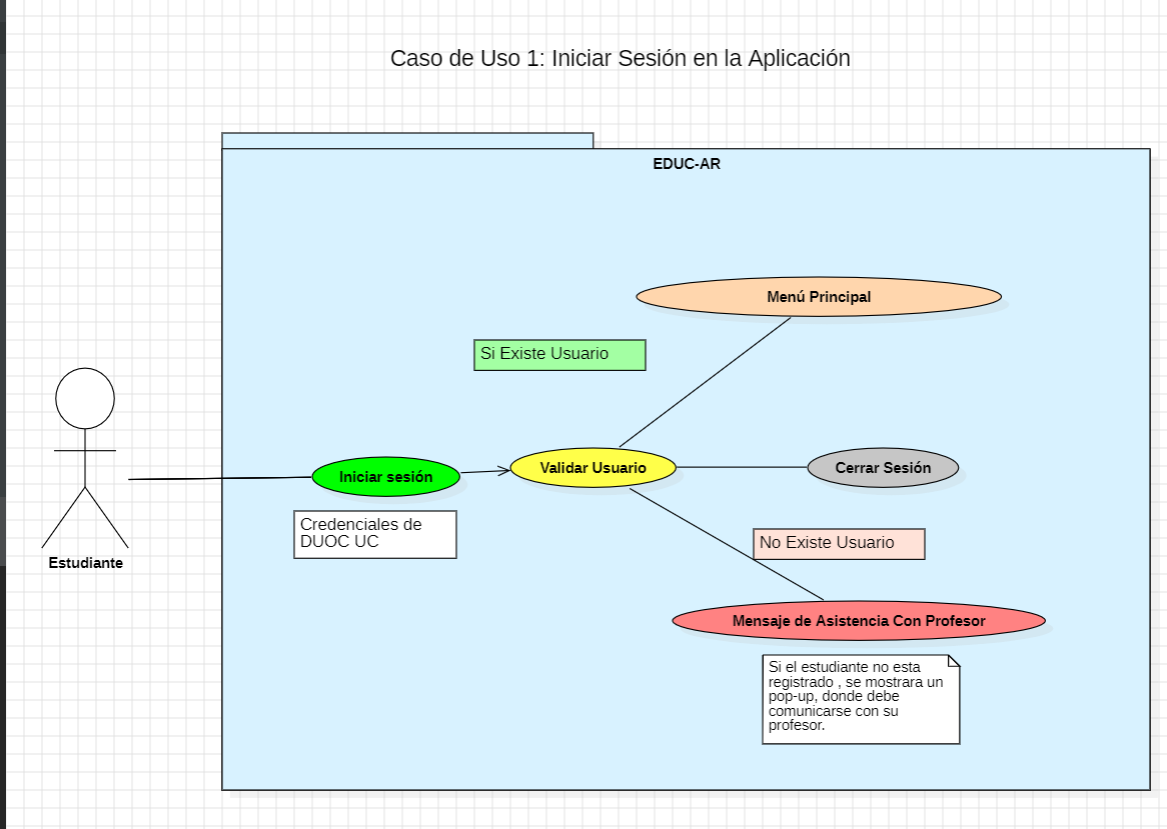 Caso de Uso 1: Iniciar Sesión en la Aplicación
EDUC-AR
Menú Principal
Si Existe Usuario
Validar Usuario
Cerrar Sesión
Iniciar sesión
Credenciales de
DUOC UC
No Existe Usuario
Estudiante
Mensaje de Asistencia Con Profesor
Si el estudiante no esta
registrado , se mostrara un
pop-up, donde debe
comunicarse con su
profesor.